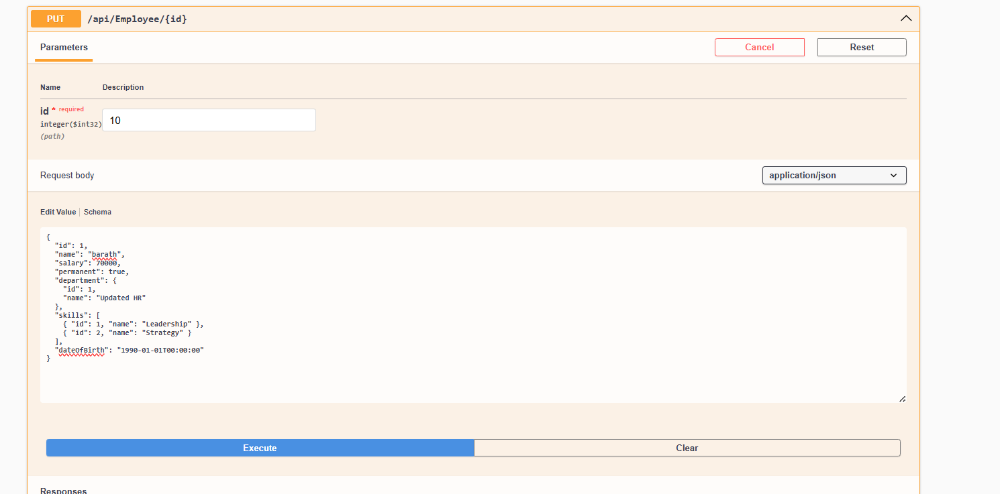 PUT /api/Employee/{id}
Parameters
Cancel
Reset
Name Description
id * required
integer($int32)
(path)
10
Request body
application/json
Edit Value | Schema
{
  "id": 1,
  "name": "barath",
  "salary": 70000,
  "permanent": true,
  "department": {
    "id": 1,
    "name": "Updated HR"
  },
  "skills": [
    { "id": 1, "name": "Leadership" },
    { "id": 2, "name": "Strategy" }
  ],
  "dateOfBirth": "1990-01-01T00:00:00"
}
Execute
Clear
Responses